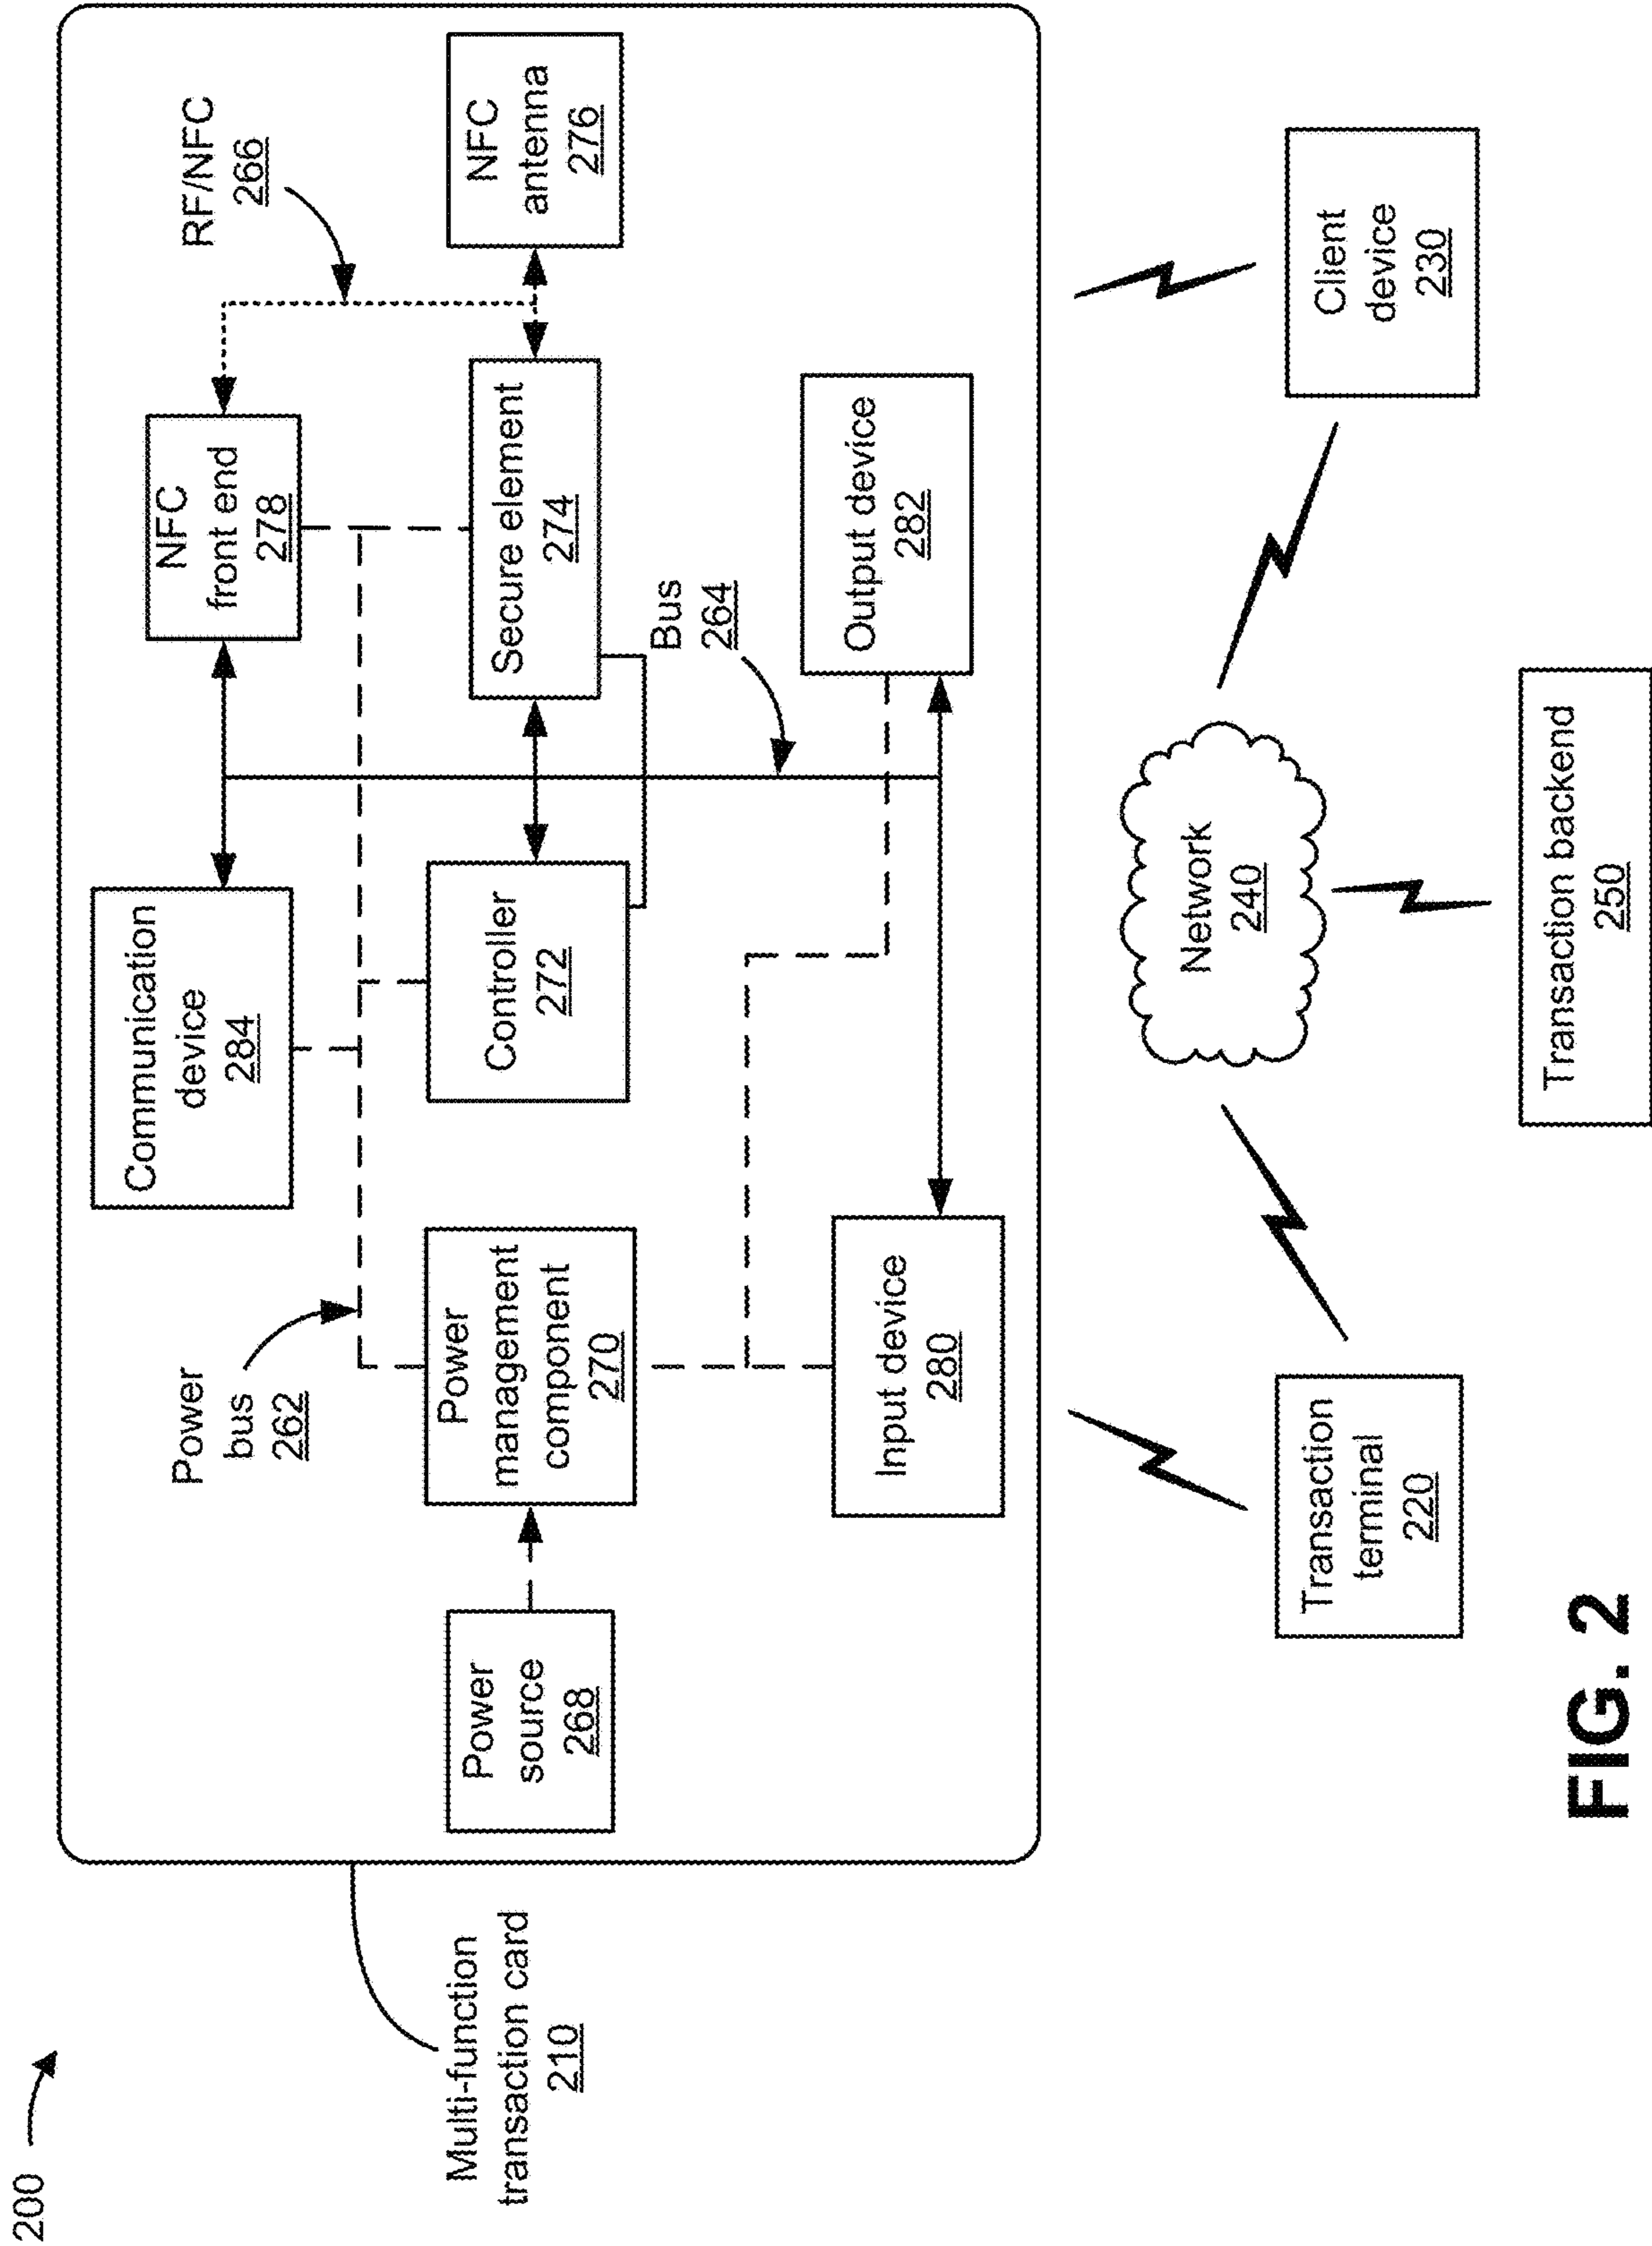 200
Multi-function
transaction card
210
Power
source
268
Power
bus
262
Power
management
component
270
Communication
device
284
Controller
272
NFC
front end
278
Secure element
274
RF/NFC
266
NFC
antenna
276
Bus
264
Input device
280
Output device
282
Transaction
terminal
220
Network
240
Client
device
230
Transaction backend
250
FIG. 2